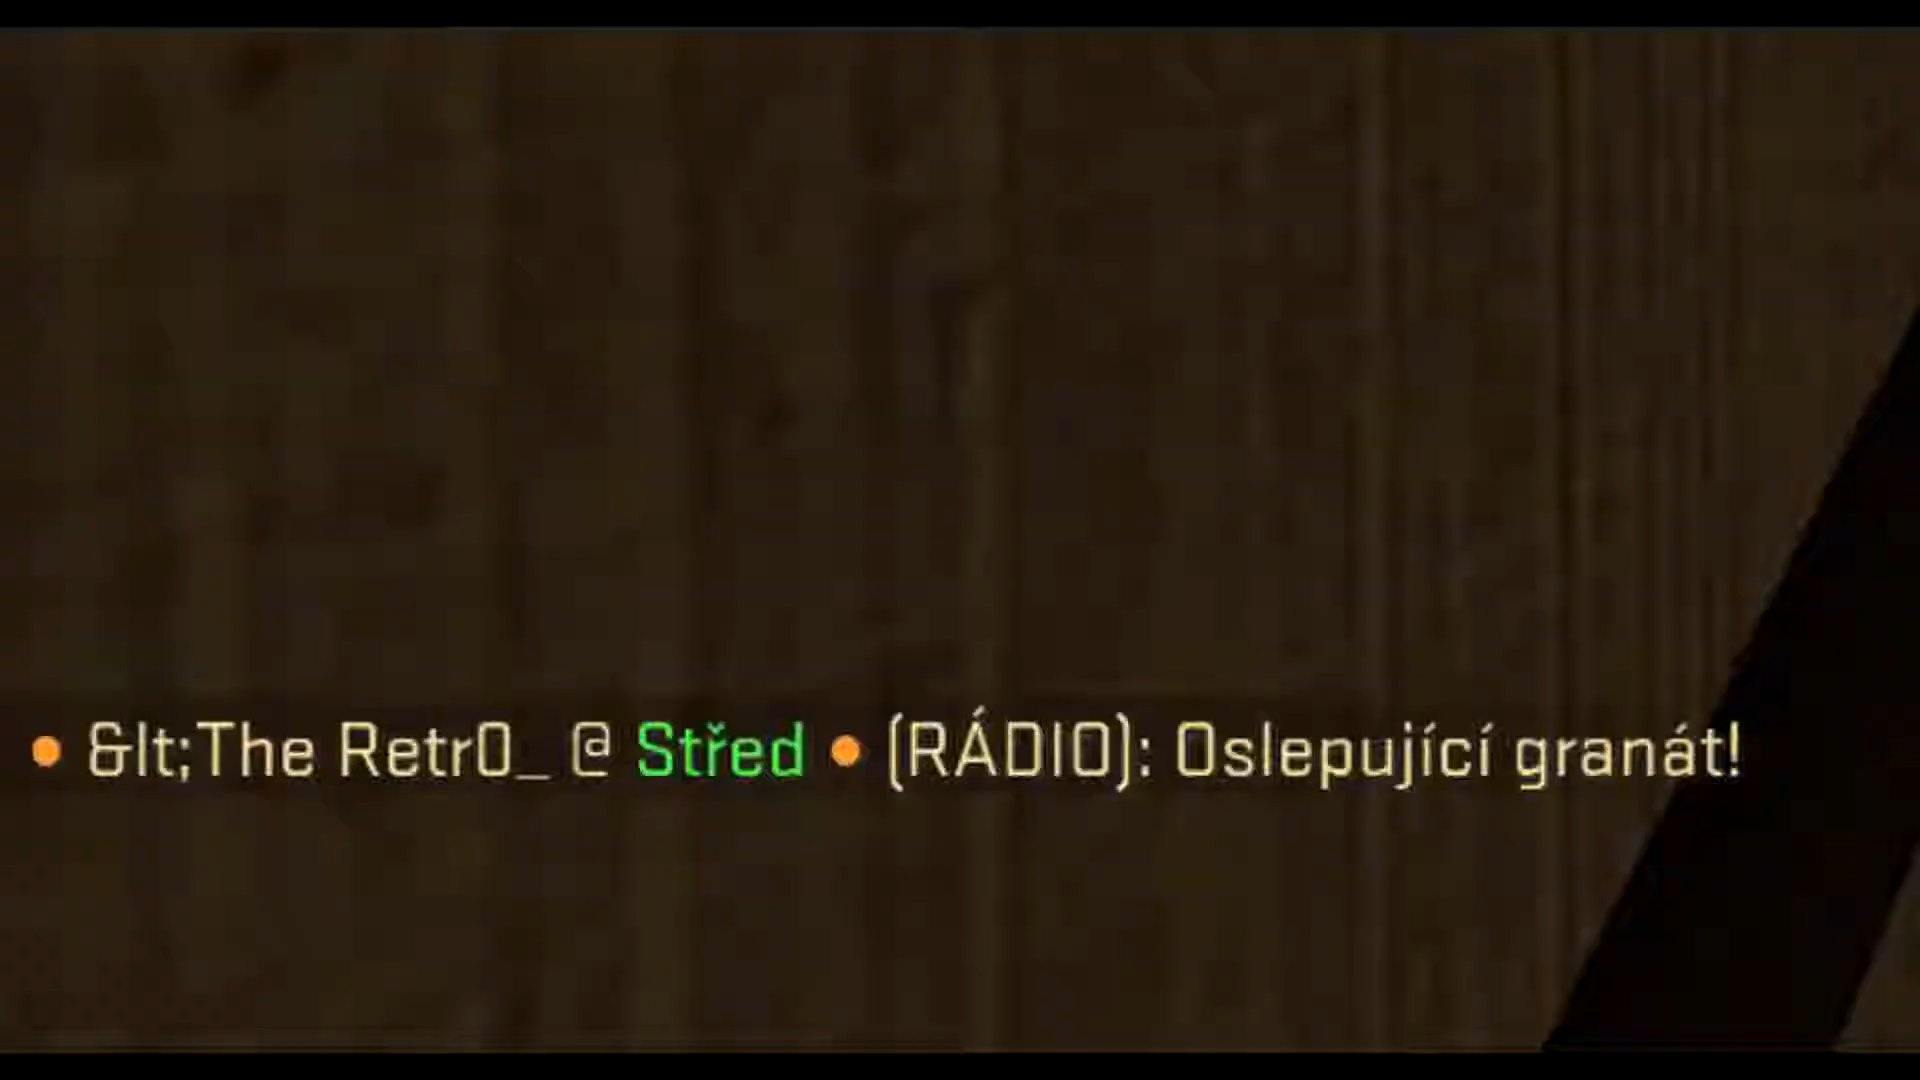 • &lt;The Retr0_ @ Střed • (RÁDIO): Oslepující granát!